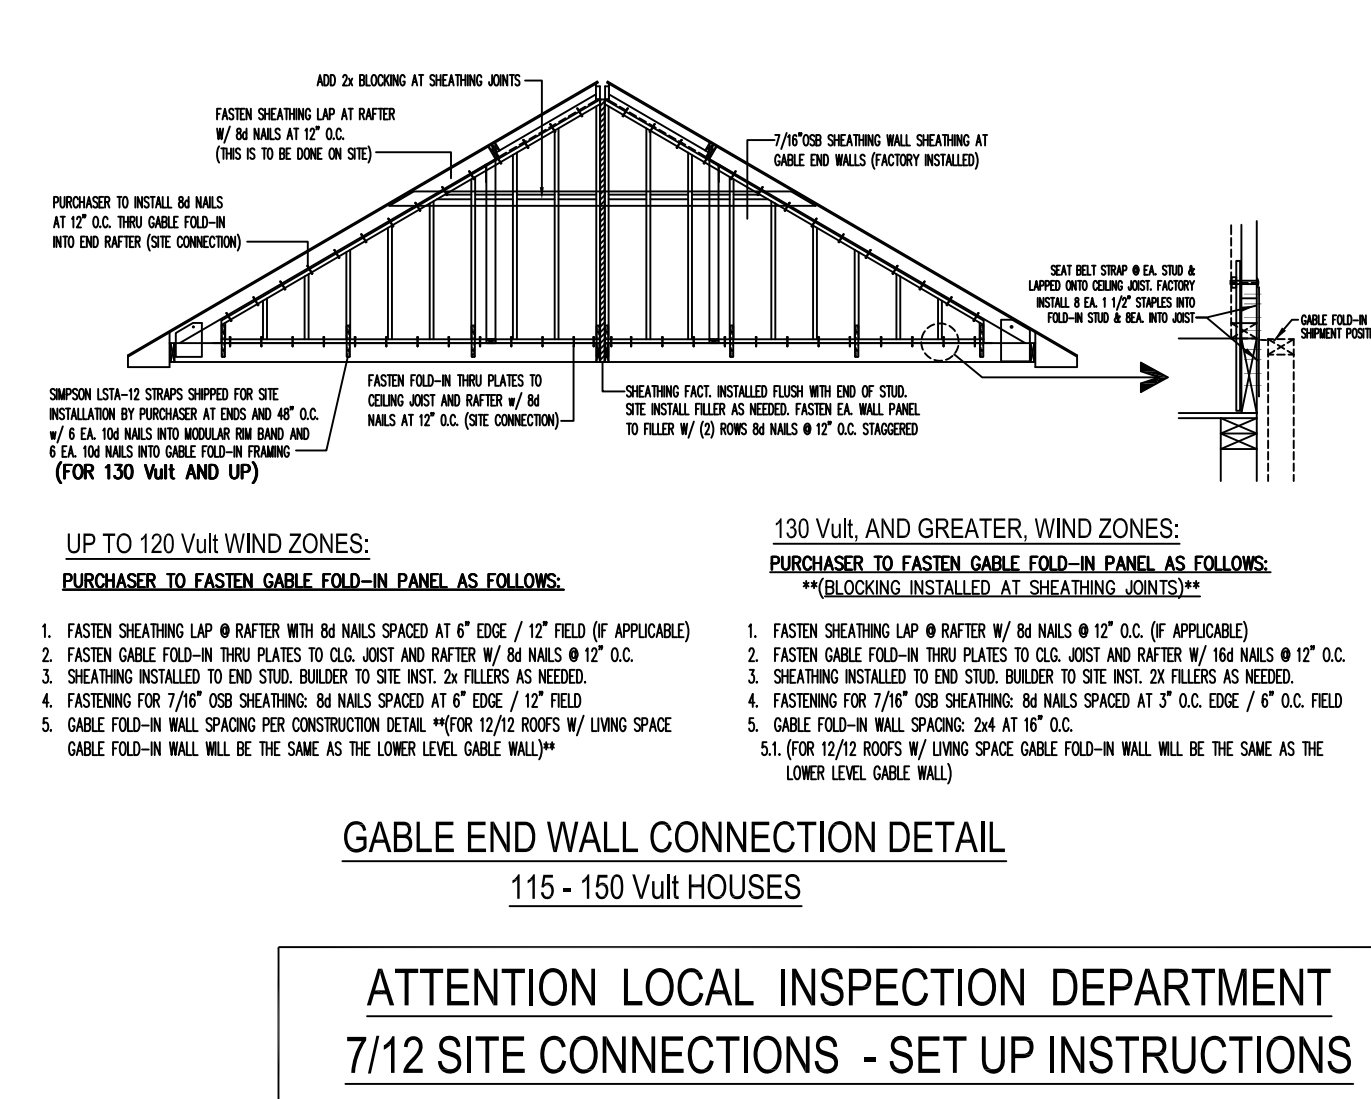 ADD 2x BLOCKING AT SHEATHING JOINTS
FASTEN SHEATHING LAP AT RAFTER
W/ 8d NAILS AT 12" O.C.
(THIS IS TO BE DONE ON SITE)
7/16"OSB SHEATHING WALL SHEATHING AT
GABLE END WALLS (FACTORY INSTALLED)
PURCHASER TO INSTALL 8d NAILS
AT 12" O.C. THRU GABLE FOLD-IN
INTO END RAFTER (SITE CONNECTION)
SEAT BELT STRAP @ EA. STUD &
LAPPED ONTO CEILING JOIST. FACTORY
INSTALL 8 EA. 1 1/2" STAPLES INTO
FOLD-IN STUD & 8EA. INTO JOIST
GABLE FOLD-IN
SHIPMENT POSITI
SIMPSON LSTA-12 STRAPS SHIPPED FOR SITE
INSTALLATION BY PURCHASER AT ENDS AND 48" O.C.
w/ 6 EA. 10d NAILS INTO MODULAR RIM BAND AND
6 EA. 10d NAILS INTO GABLE FOLD-IN FRAMING
(FOR 130 Vult AND UP)
FASTEN FOLD-IN THRU PLATES TO
CEILING JOIST AND RAFTER w/ 8d
NAILS AT 12" O.C. (SITE CONNECTION)
SHEATHING FACT. INSTALLED FLUSH WITH END OF STUD.
SITE INSTALL FILLER AS NEEDED. FASTEN EA. WALL PANEL
TO FILLER W/ (2) ROWS 8d NAILS @ 12" O.C. STAGGERED
UP TO 120 Vult WIND ZONES:
PURCHASER TO FASTEN GABLE FOLD-IN PANEL AS FOLLOWS:
1. FASTEN SHEATHING LAP @ RAFTER WITH 8d NAILS SPACED AT 6" EDGE / 12" FIELD (IF APPLICABLE)
2. FASTEN GABLE FOLD-IN THRU PLATES TO CLG. JOIST AND RAFTER W/ 8d NAILS @ 12" O.C.
3. SHEATHING INSTALLED TO END STUD. BUILDER TO SITE INST. 2x FILLERS AS NEEDED.
4. FASTENING FOR 7/16" OSB SHEATHING: 8d NAILS SPACED AT 6" EDGE / 12" FIELD
5. GABLE FOLD-IN WALL SPACING PER CONSTRUCTION DETAIL **(FOR 12/12 ROOFS W/ LIVING SPACE
GABLE FOLD-IN WALL WILL BE THE SAME AS THE LOWER LEVEL GABLE WALL)**
130 Vult, AND GREATER, WIND ZONES:
PURCHASER TO FASTEN GABLE FOLD-IN PANEL AS FOLLOWS:
**(BLOCKING INSTALLED AT SHEATHING JOINTS)**
1. FASTEN SHEATHING LAP @ RAFTER W/ 8d NAILS @ 12" O.C. (IF APPLICABLE)
2. FASTEN GABLE FOLD-IN THRU PLATES TO CLG. JOIST AND RAFTER W/ 16d NAILS @ 12" O.C.
3. SHEATHING INSTALLED TO END STUD. BUILDER TO SITE INST. 2X FILLERS AS NEEDED.
4. FASTENING FOR 7/16" OSB SHEATHING: 8d NAILS SPACED AT 3" O.C. EDGE / 6" O.C. FIELD
5. GABLE FOLD-IN WALL SPACING: 2x4 AT 16" O.C.
5.1. (FOR 12/12 ROOFS W/ LIVING SPACE GABLE FOLD-IN WALL WILL BE THE SAME AS THE
LOWER LEVEL GABLE WALL)
GABLE END WALL CONNECTION DETAIL
115 - 150 Vult HOUSES
ATTENTION LOCAL INSPECTION DEPARTMENT
7/12 SITE CONNECTIONS - SET UP INSTRUCTIONS